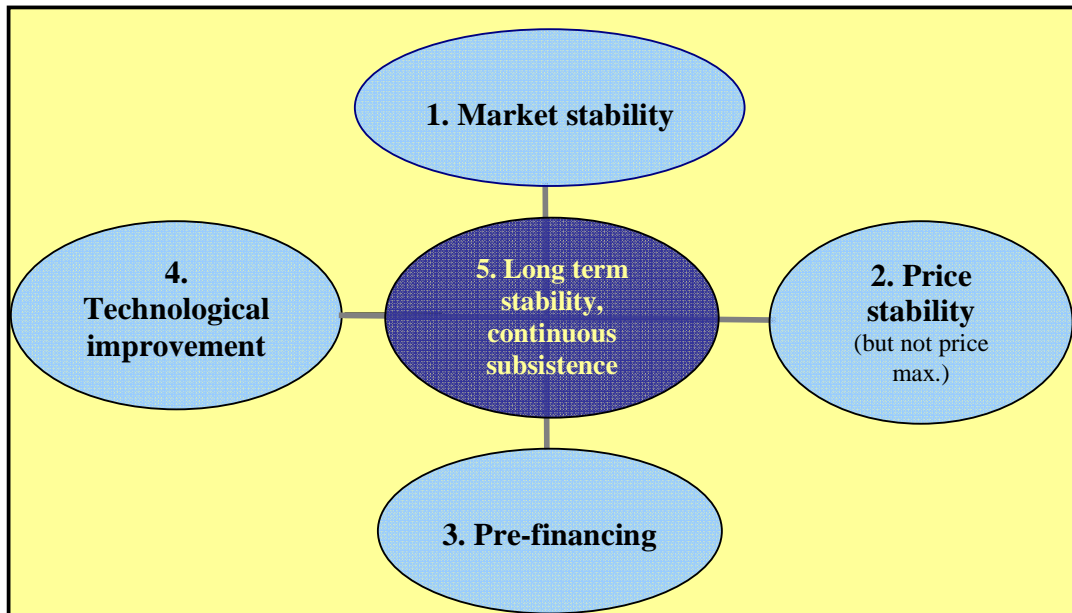 1. Market stability
4.
Technological
improvement
5. Long term
stability,
continuous
subsistence
2. Price
stability
(but not price
max.)
3. Pre-financing